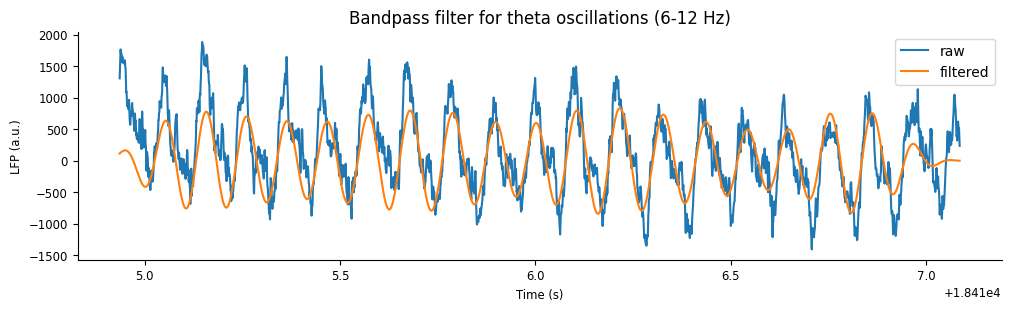 Bandpass filter for theta oscillations (6-12 Hz)
2000
1500
1000
500
0
−500
−1000
−1500
LFP (a.u.)
raw
filtered
5.0 5.5 6.0 6.5 7.0
Time (s)
+1.841e4